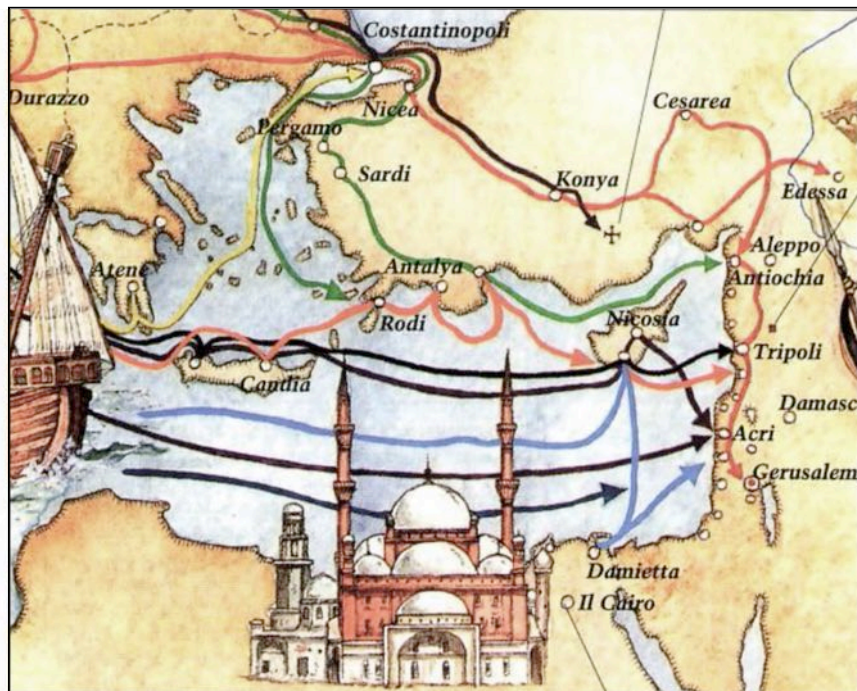 Costantinopoli
Durazzo
Nicea
Cesarea
Pergamo
Sardi
Konya
Edessa
Atene
Antalya
Aleppo
Antiochia
Rodi
Nicosia
Tripoli
Candia
Damasc
Acri
Gerusalem
Damietta
Il Cairo